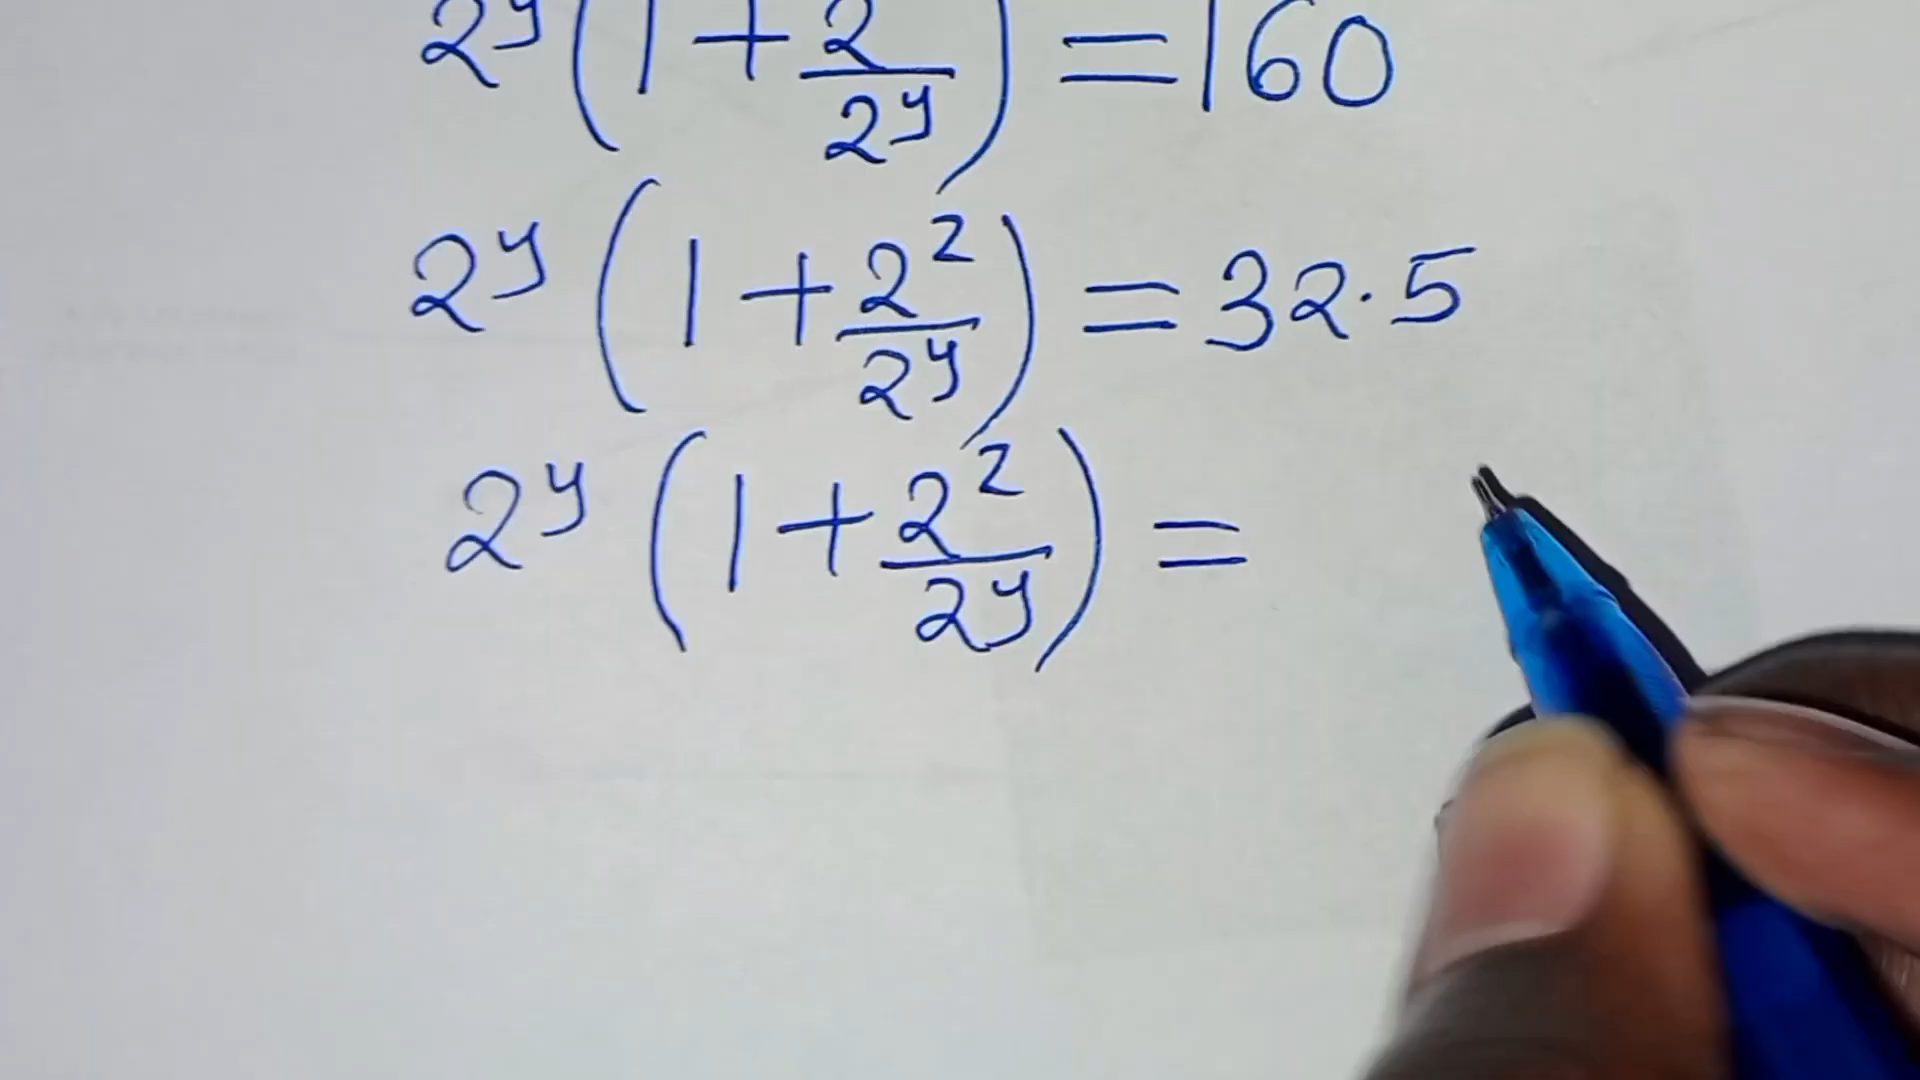 2^y (1 + 2/2^y) = 160
2^y (1 + 2^2/2^y) = 32·5
2^y (1 + 2^2/2^y) =